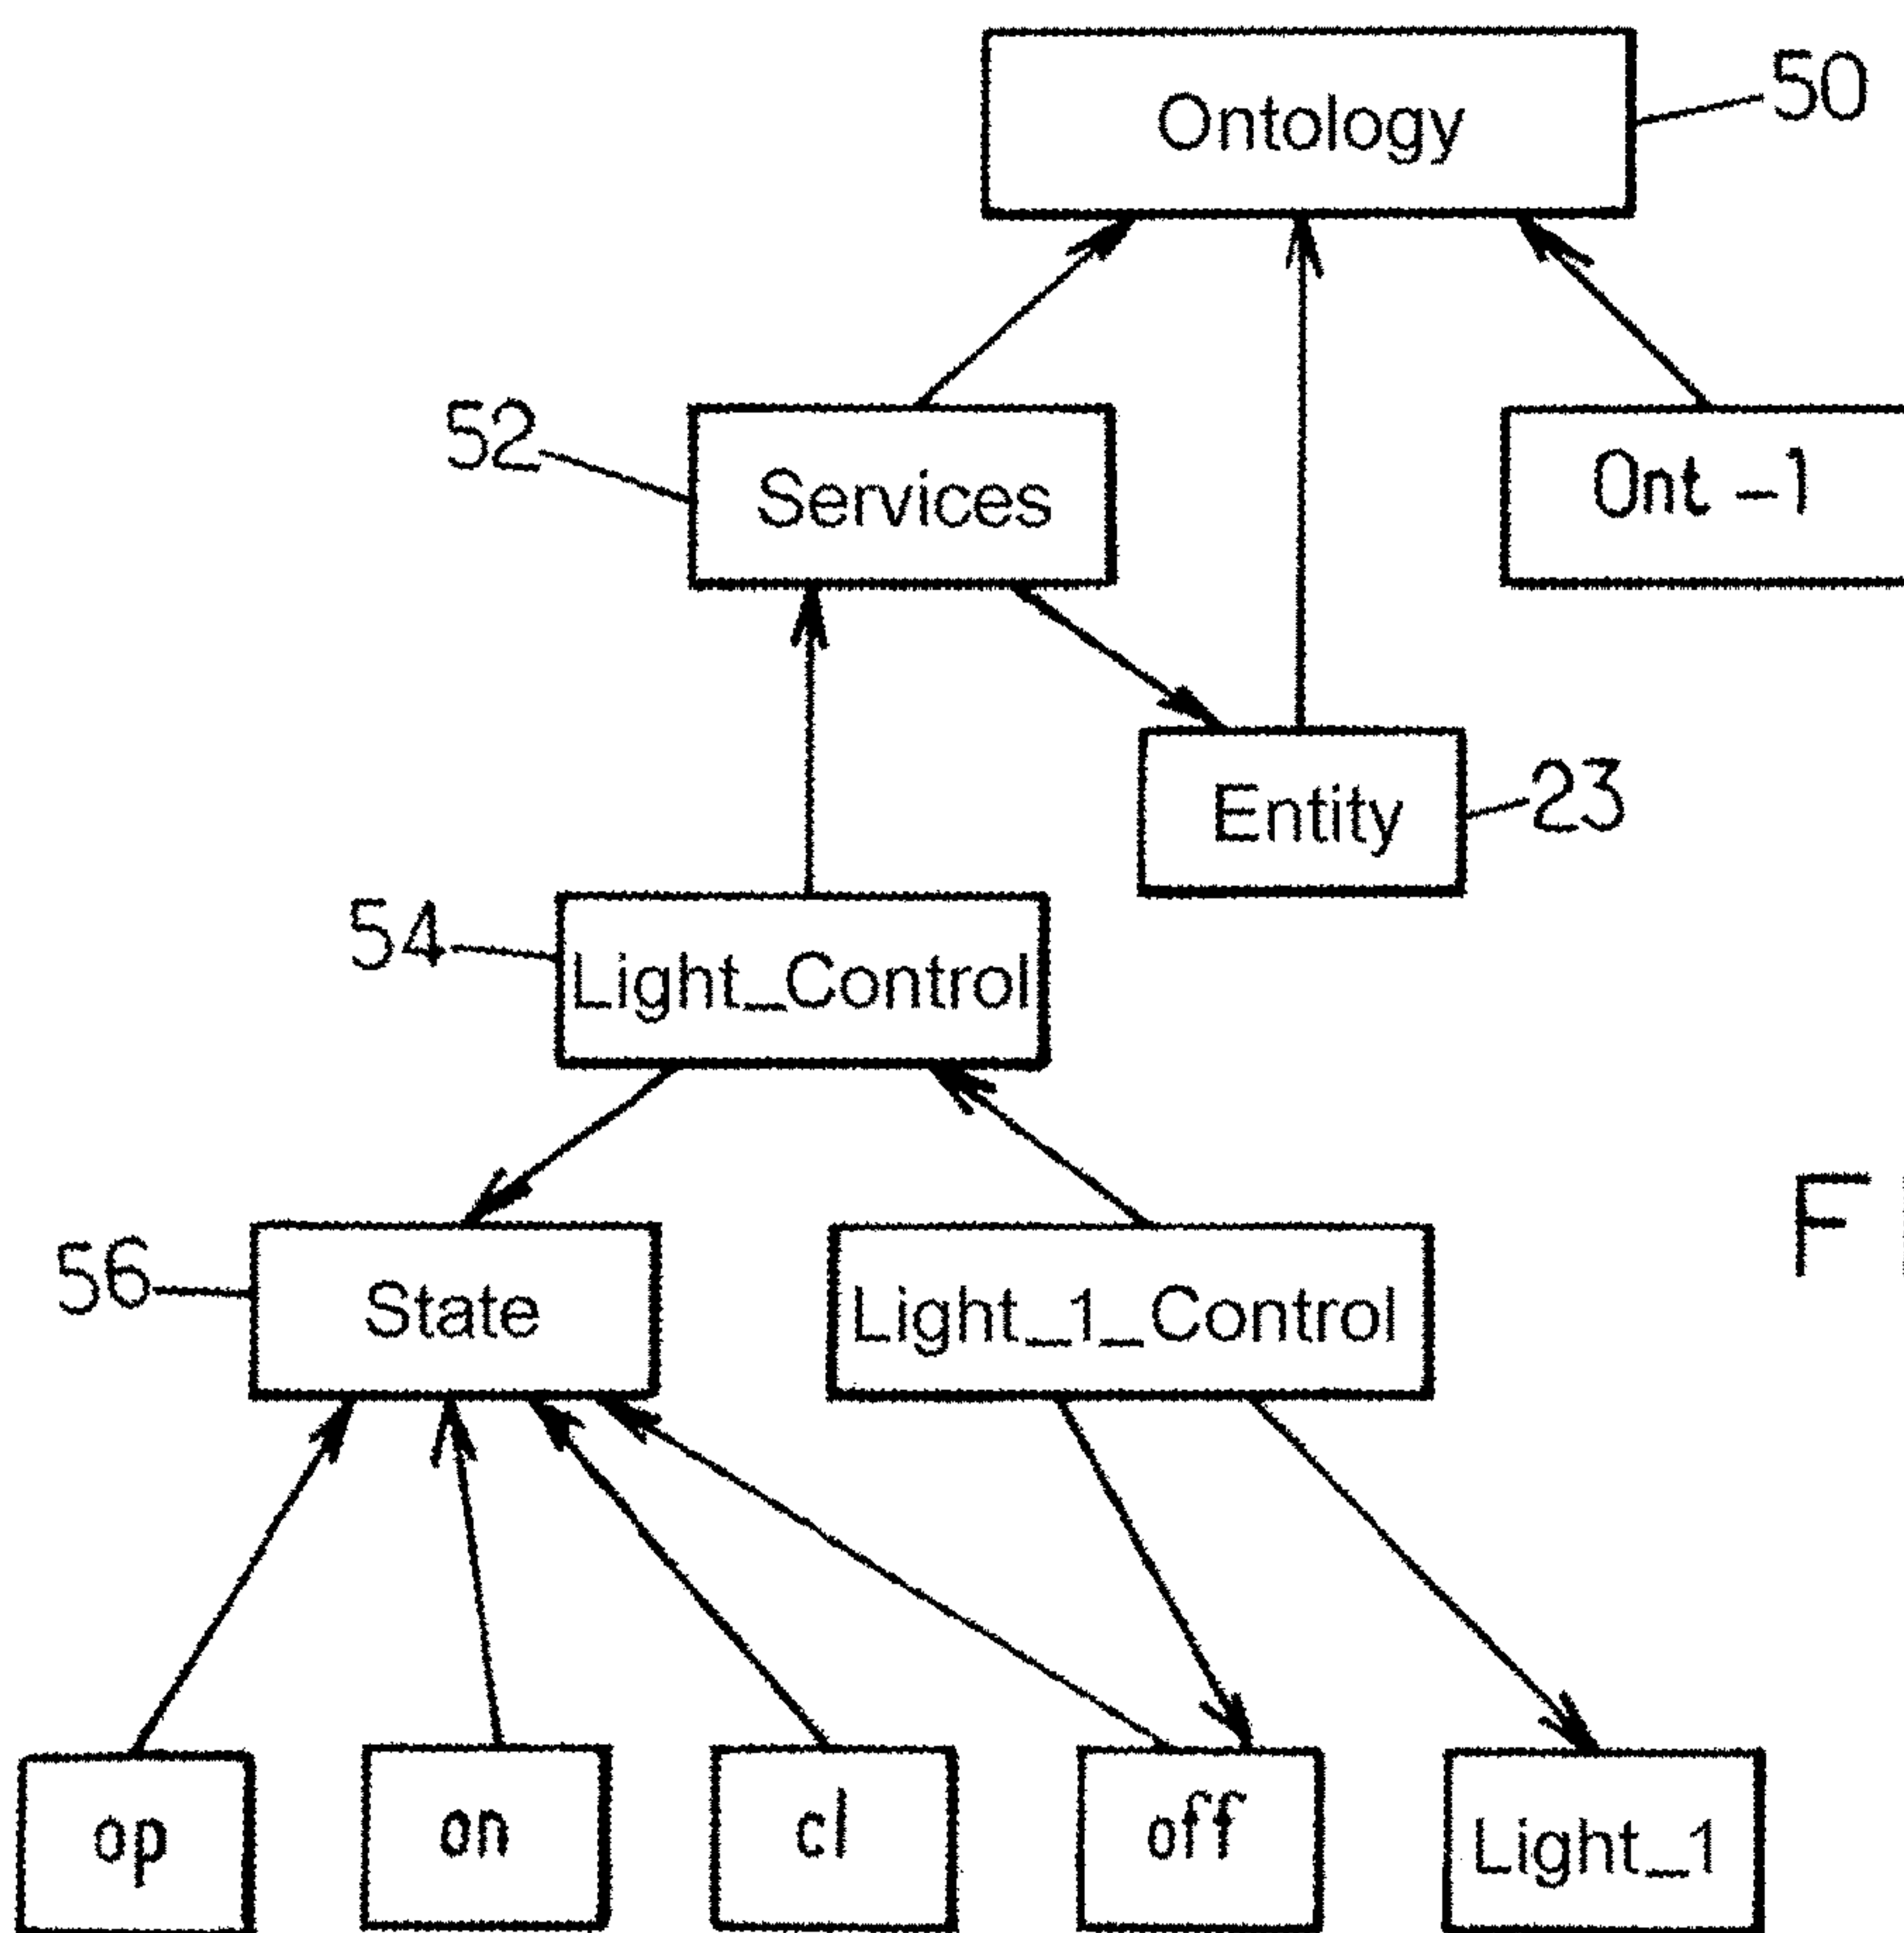 Ontology
50
52
Services
Ont -1
Entity
23
54
Light_Control
F
56
State
Light_1_Control
op
on
cl
off
Light_1